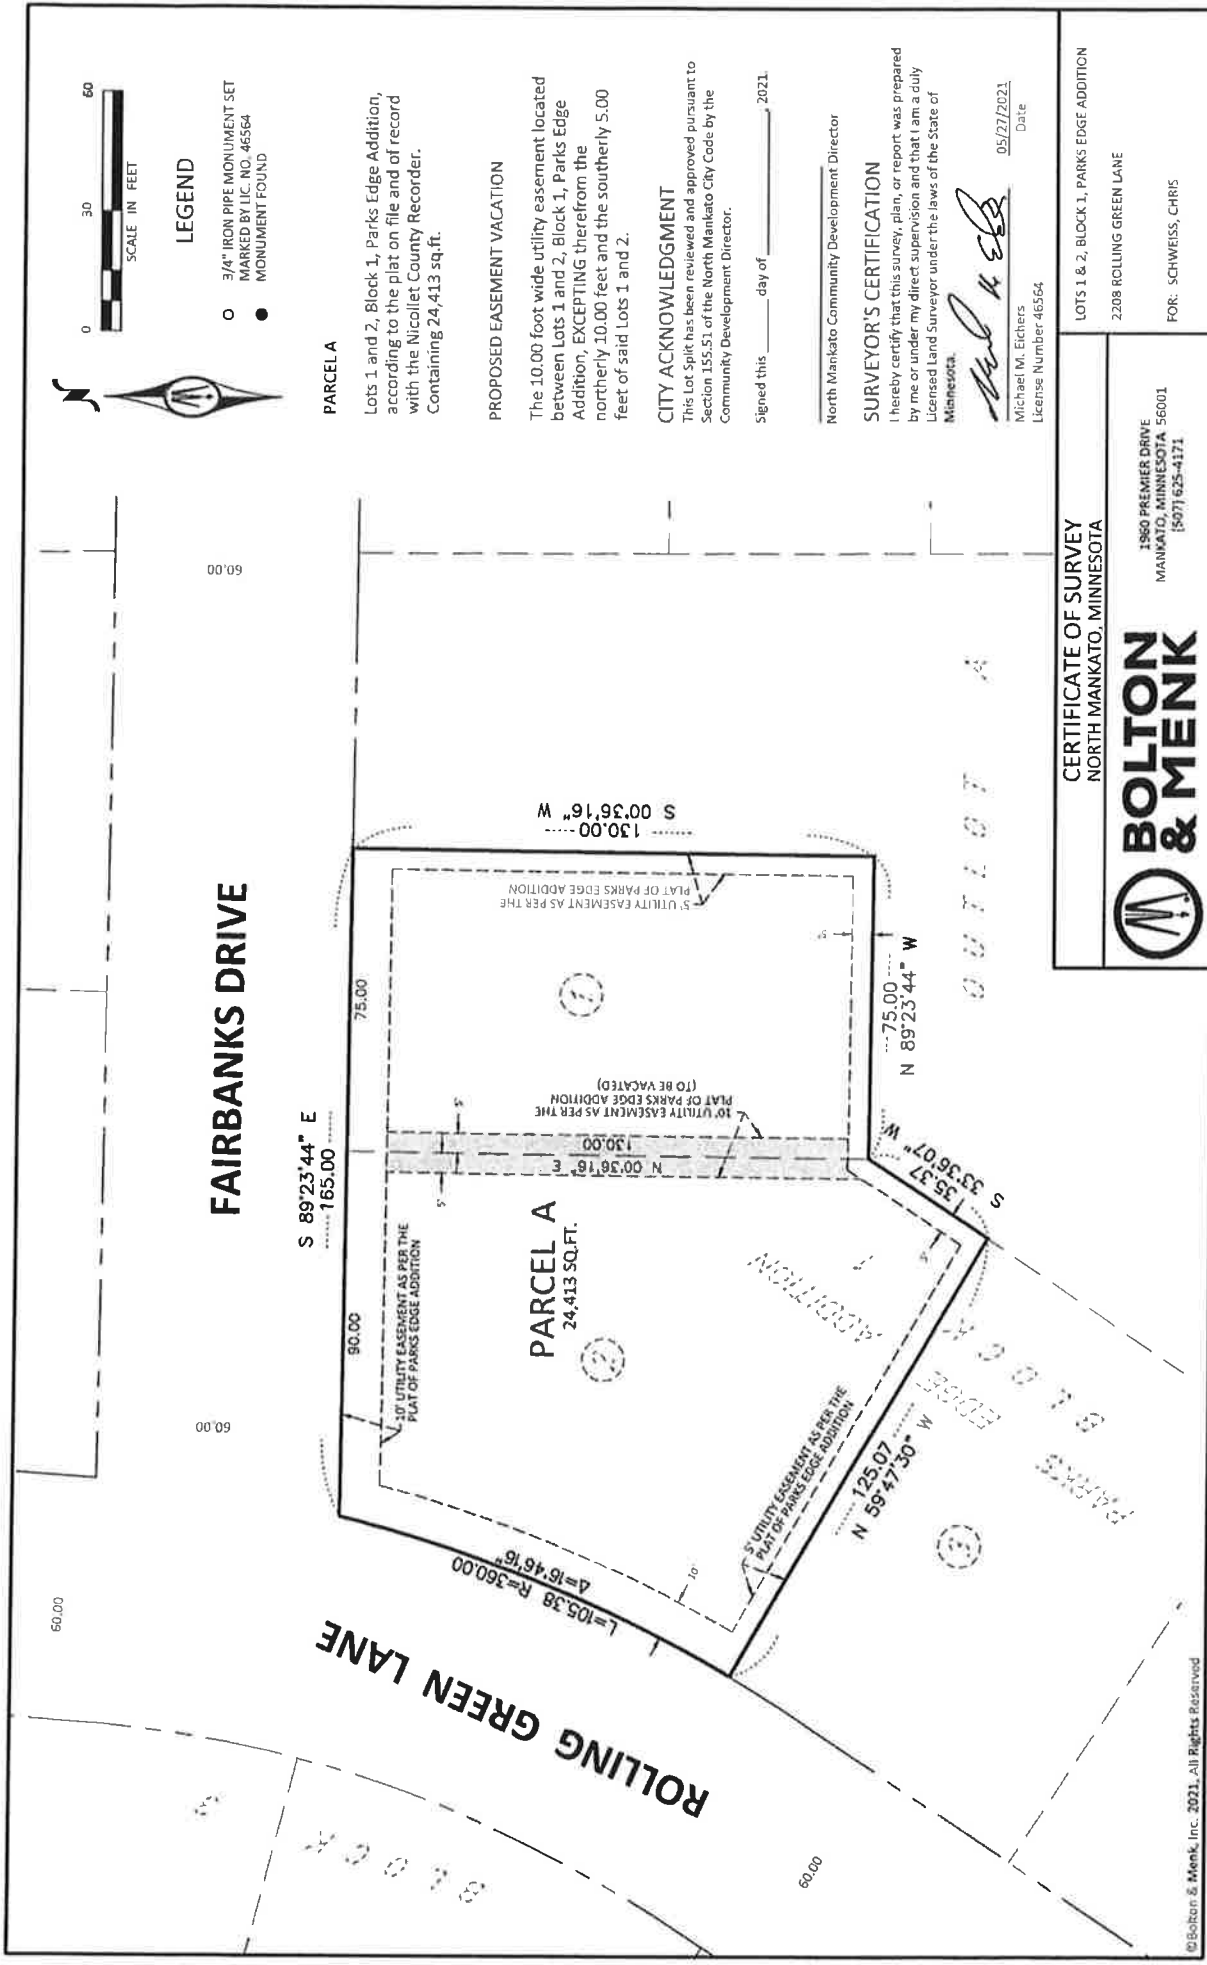 0
30
60
SCALE IN FEET
LEGEND
3/4" IRON PIPE MONUMENT SET
MARKED BY LIC. NO. 46564
MONUMENT FOUND
PARCEL A
Lots 1 and 2, Block 1, Parks Edge Addition,
according to the plat on file and of record
with the Nicollet County Recorder.
Containing 24,413 sq.ft.
PROPOSED EASEMENT VACATION
The 10.00 foot wide utility easement located
between Lots 1 and 2, Block 1, Parks Edge
Addition, EXCEPTING therefrom the
northerly 10.00 feet and the southerly 5.00
feet of said Lots 1 and 2.
CITY ACKNOWLEDGMENT
This Lot Split has been reviewed and approved pursuant to
Section 155.51 of the North Mankato City Code by the
Community Development Director.
Signed this ______ day of ____________, 2021.
North Mankato Community Development Director
SURVEYOR'S CERTIFICATION
I hereby certify that this survey, plan, or report was prepared
by me or under my direct supervision and that I am a duly
Licensed Land Surveyor under the laws of the State of
Minnesota.
05/27/2021
Michael M. Eichers
Date
License Number 46564
FAIRBANKS DRIVE
60.00
60.00
60.00
S 89°23'44" E
165.00
90.00
75.00
10' UTILITY EASEMENT AS PER THE
PLAT OF PARKS EDGE ADDITION
S 00°36'16" W
130.00
5' UTILITY EASEMENT AS PER THE
PLAT OF PARKS EDGE ADDITION
10' UTILITY EASEMENT AS PER THE
PLAT OF PARKS EDGE ADDITION
(TO BE VACATED)
N 00°36'16" E
130.00
5'
5'
5'
5'
10'
1
2
3
PARCEL A
24,413 SQ.FT.
L=105.38 R=360.00
Δ=16°46'16"
ROLLING GREEN LANE
5' UTILITY EASEMENT AS PER THE
PLAT OF PARKS EDGE ADDITION
125.07
N 59°47'30" W
35.37
S 33°36'07" W
75.00
N 89°23'44" W
OUTLOT A
PARKS EDGE ADDITION
BLOCK 1
BLOCK 3
60.00
CERTIFICATE OF SURVEY
NORTH MANKATO, MINNESOTA
BOLTON
& MENK
1960 PREMIER DRIVE
MANKATO, MINNESOTA 56001
(507) 625-4171
LOTS 1 & 2, BLOCK 1, PARKS EDGE ADDITION
2208 ROLLING GREEN LANE
FOR: SCHWEISS, CHRIS
©Bolton & Menk, Inc. 2021, All Rights Reserved